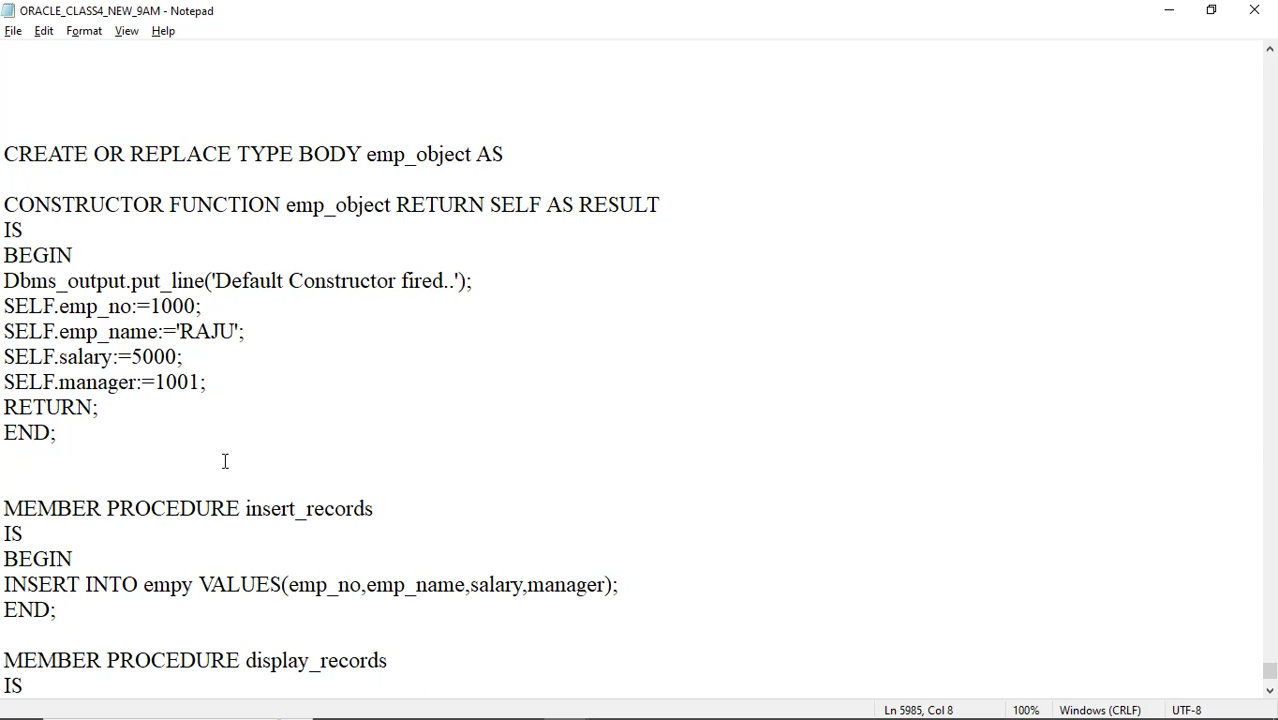 ORACLE_CLASS4_NEW_9AM - Notepad
File Edit Format View Help
CREATE OR REPLACE TYPE BODY emp_object AS
CONSTRUCTOR FUNCTION emp_object RETURN SELF AS RESULT
IS
BEGIN
Dbms_output.put_line('Default Constructor fired..');
SELF.emp_no:=1000;
SELF.emp_name:='RAJU';
SELF.salary:=5000;
SELF.manager:=1001;
RETURN;
END;
MEMBER PROCEDURE insert_records
IS
BEGIN
INSERT INTO empy VALUES(emp_no,emp_name,salary,manager);
END;
MEMBER PROCEDURE display_records
IS
Ln 5985, Col 8 100% Windows (CRLF) UTF-8